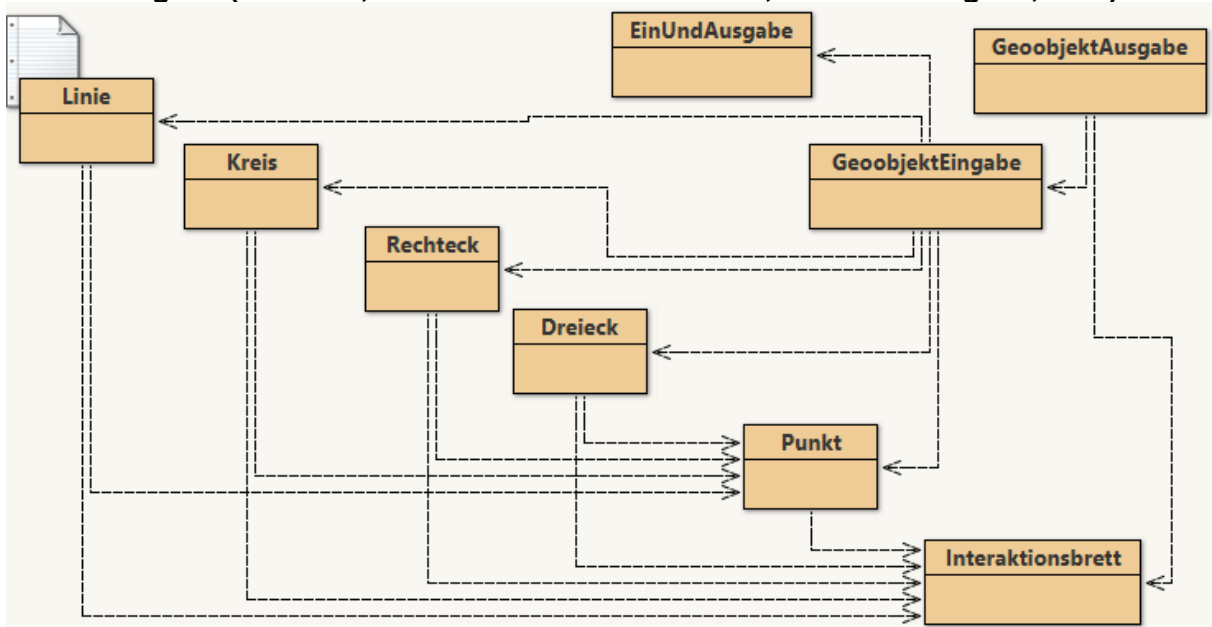 EinUndAusgabe
GeoobjektAusgabe
Linie
Kreis
GeoobjektEingabe
Rechteck
Dreieck
Punkt
Interaktionsbrett